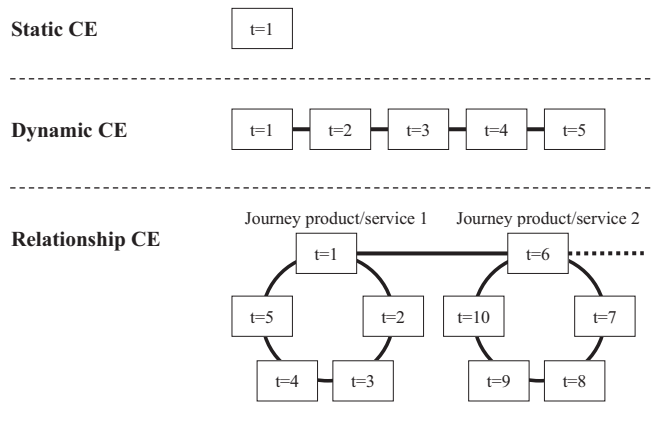 Static CE
t=1
Dynamic CE
t=1 t=2 t=3 t=4 t=5
Relationship CE
Journey product/service 1 Journey product/service 2
t=1 t=6
t=5 t=2 t=10 t=7
t=4 t=3 t=9 t=8